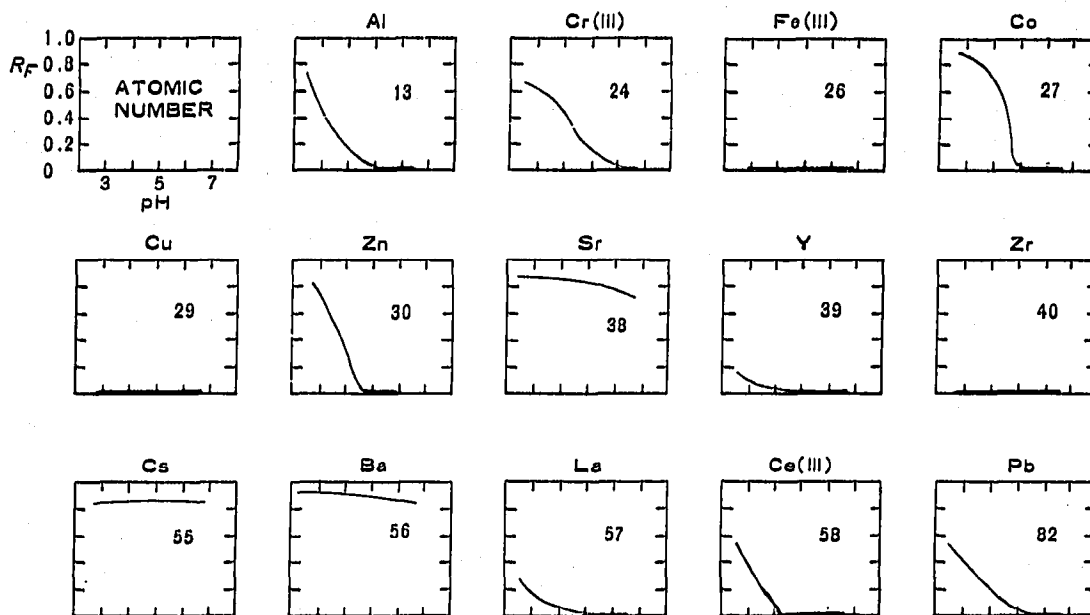 Al Cr(III) Fe(III) Co
1.0
RF 0.8
0.6
0.4
0.2
0
ATOMIC
NUMBER
13 24 26 27
3 5 7
pH
Cu Zn Sr Y Zr
29 30 38 39 40
Cs Ba La Ce(III) Pb
55 56 57 58 82